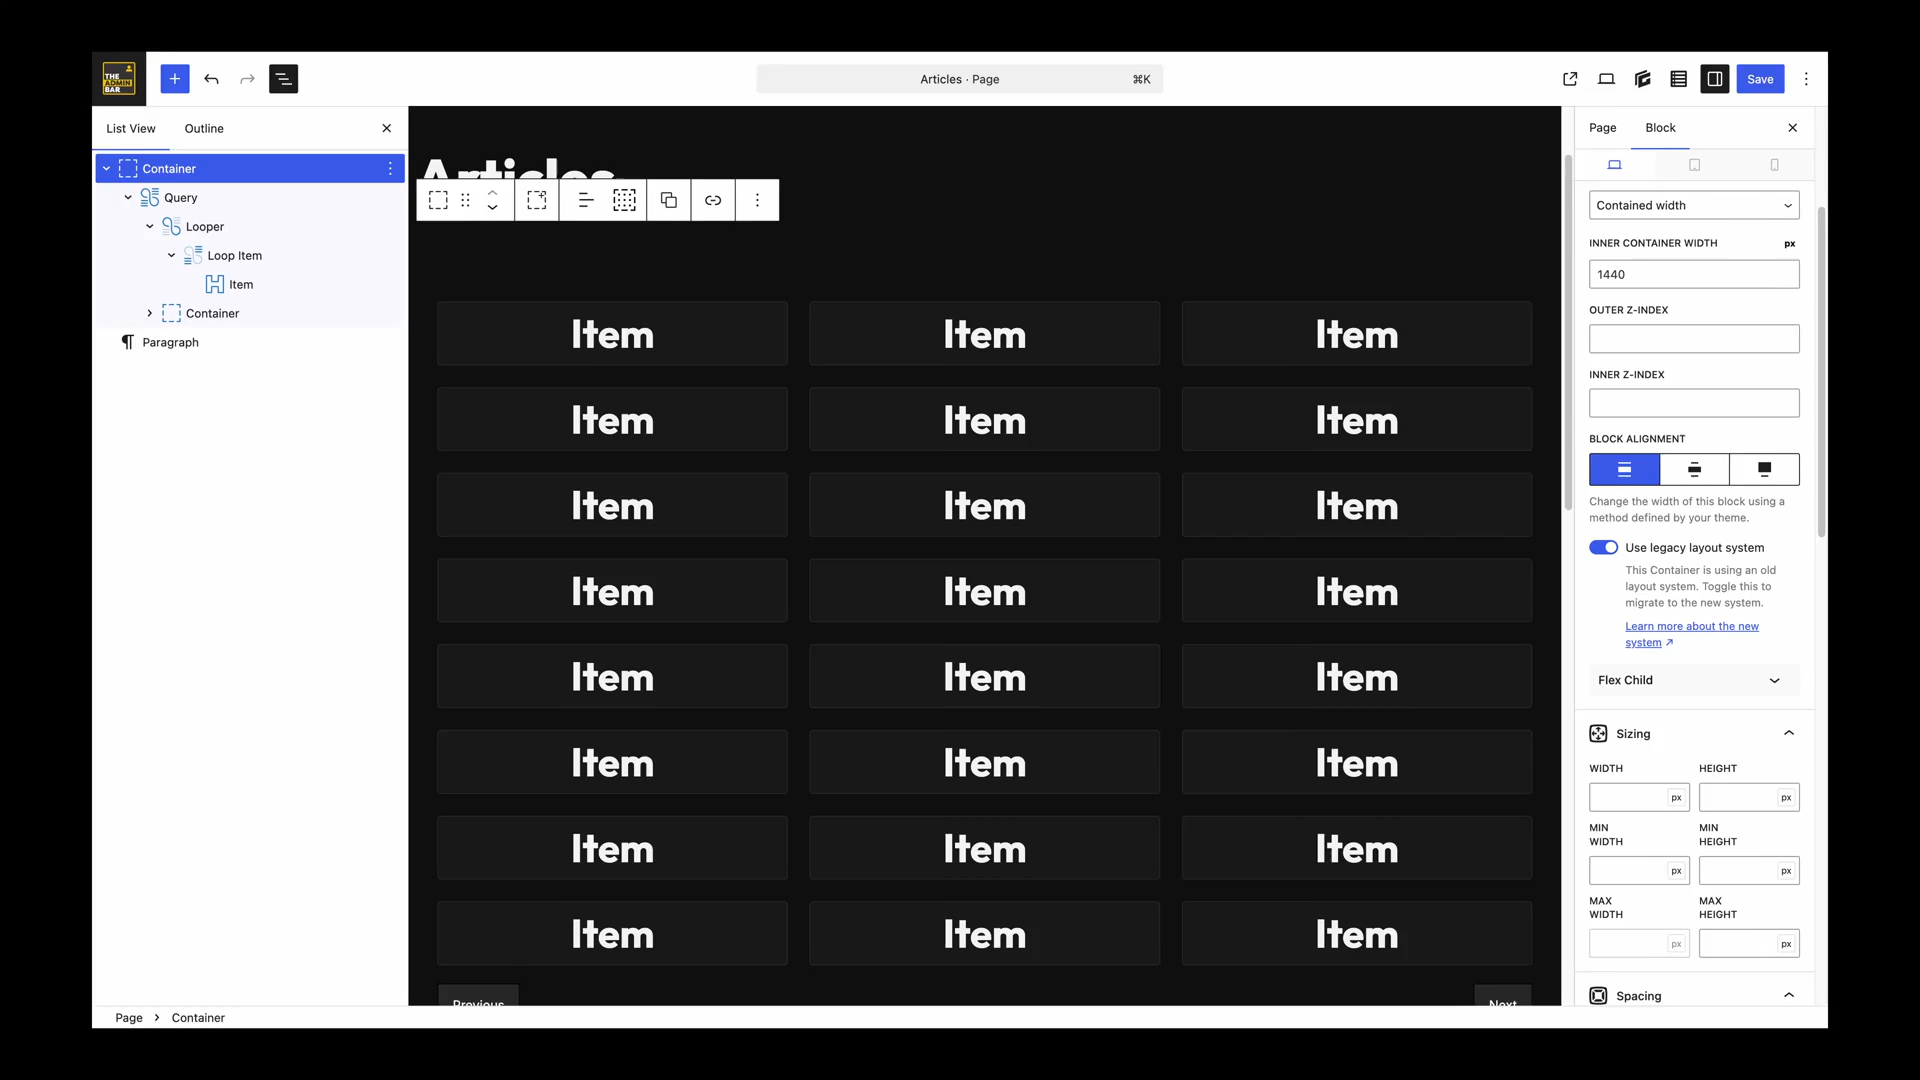 THE
ADMIN
BAR
Articles · Page
⌘K
Save
List View
Outline
Container
Query
Looper
Loop Item
Item
Container
Paragraph
Articles
Item Item Item
Item Item Item
Item Item Item
Item Item Item
Item Item Item
Item Item Item
Item Item Item
Item Item Item
Previous
Next
Page
Block
Contained width
INNER CONTAINER WIDTH
px
1440
OUTER Z-INDEX
INNER Z-INDEX
BLOCK ALIGNMENT
Change the width of this block using a
method defined by your theme.
Use legacy layout system
This Container is using an old
layout system. Toggle this to
migrate to the new system.
Learn more about the new
system ↗
Flex Child
Sizing
WIDTH
HEIGHT
px
px
MIN
WIDTH
MIN
HEIGHT
px
px
MAX
WIDTH
MAX
HEIGHT
px
px
Spacing
Page › Container